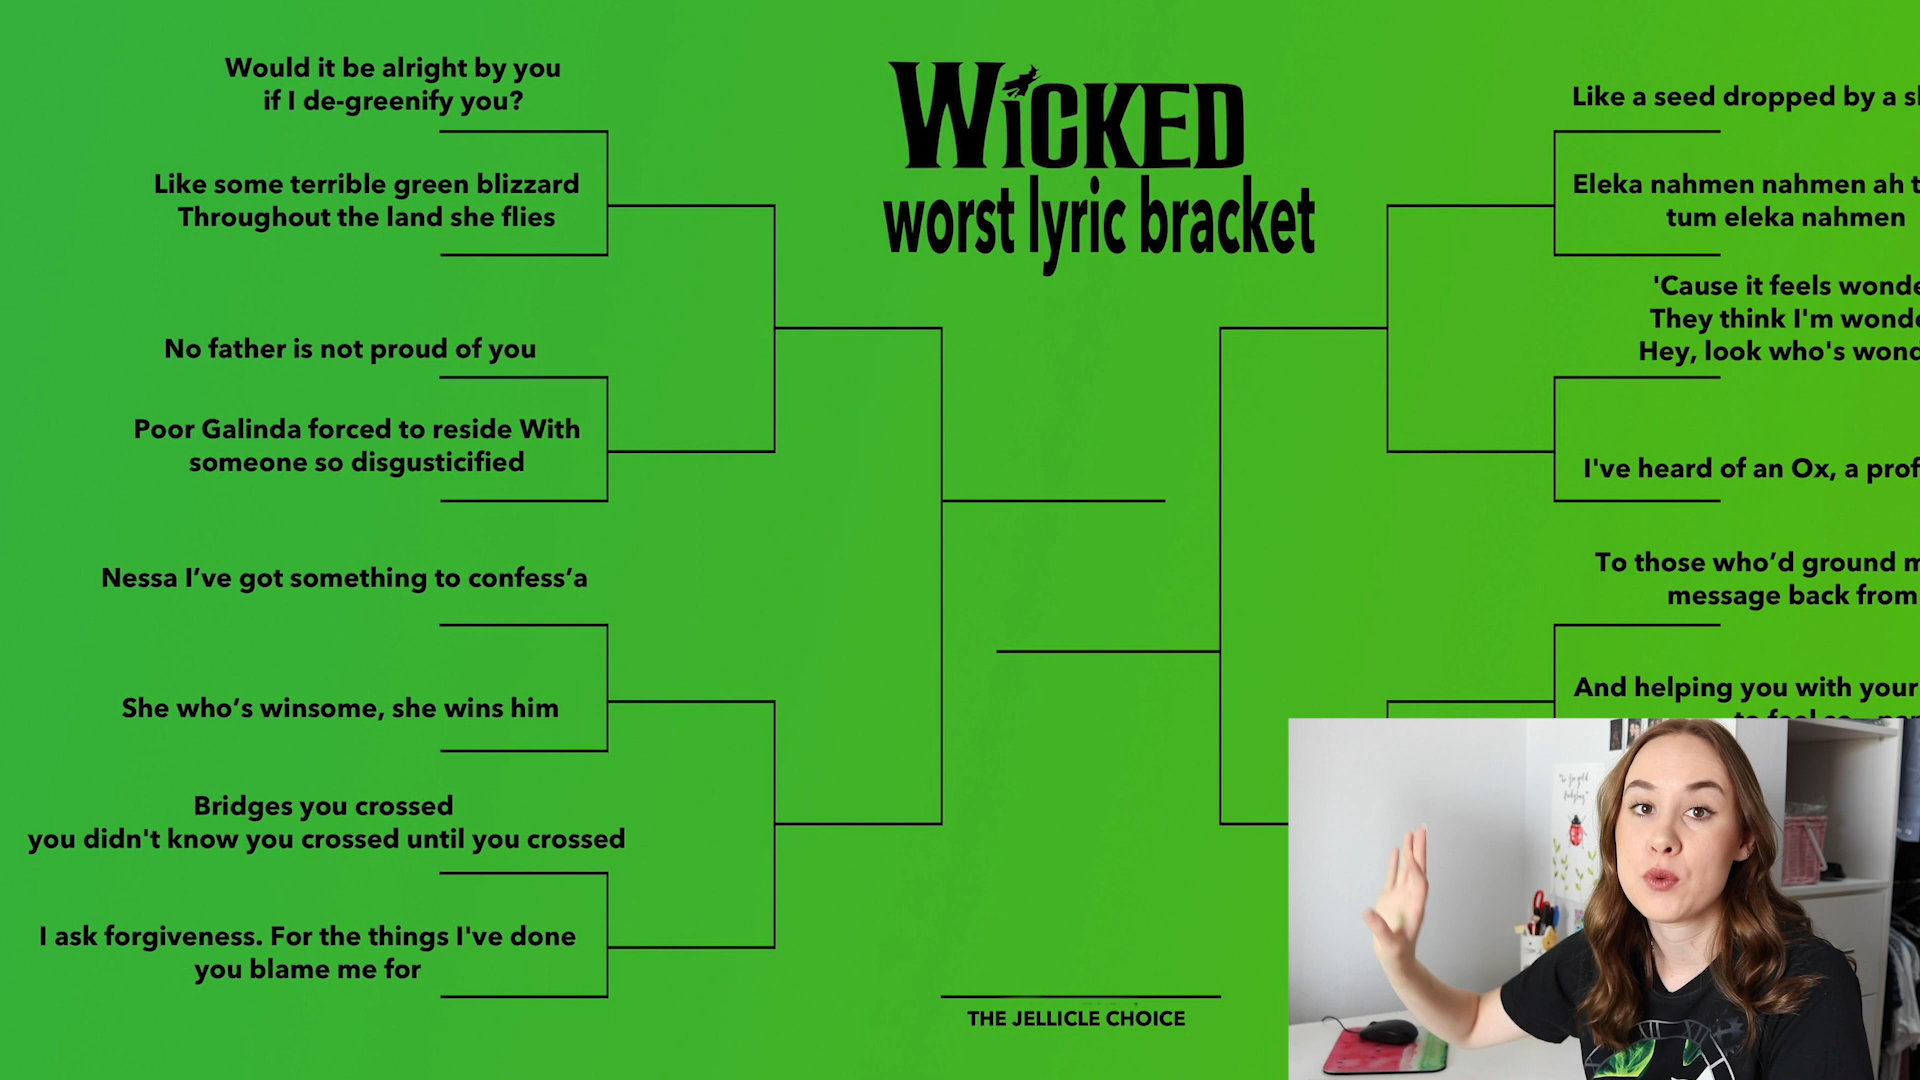 Would it be alright by you
if I de-greenify you?
Like some terrible green blizzard
Throughout the land she flies
No father is not proud of you
Poor Galinda forced to reside With
someone so disgusticified
Nessa I’ve got something to confess’a
She who’s winsome, she wins him
Bridges you crossed
you didn't know you crossed until you crossed
I ask forgiveness. For the things I've done
you blame me for
WICKED
worst lyric bracket
THE JELLICLE CHOICE
Like a seed dropped by a
Eleka nahmen nahmen ah
tum eleka nahmen
'Cause it feels
They think I'm
Hey, look who's
I've heard of an Ox, a
To those who’d ground
message back from
And helping you with your
to feel so